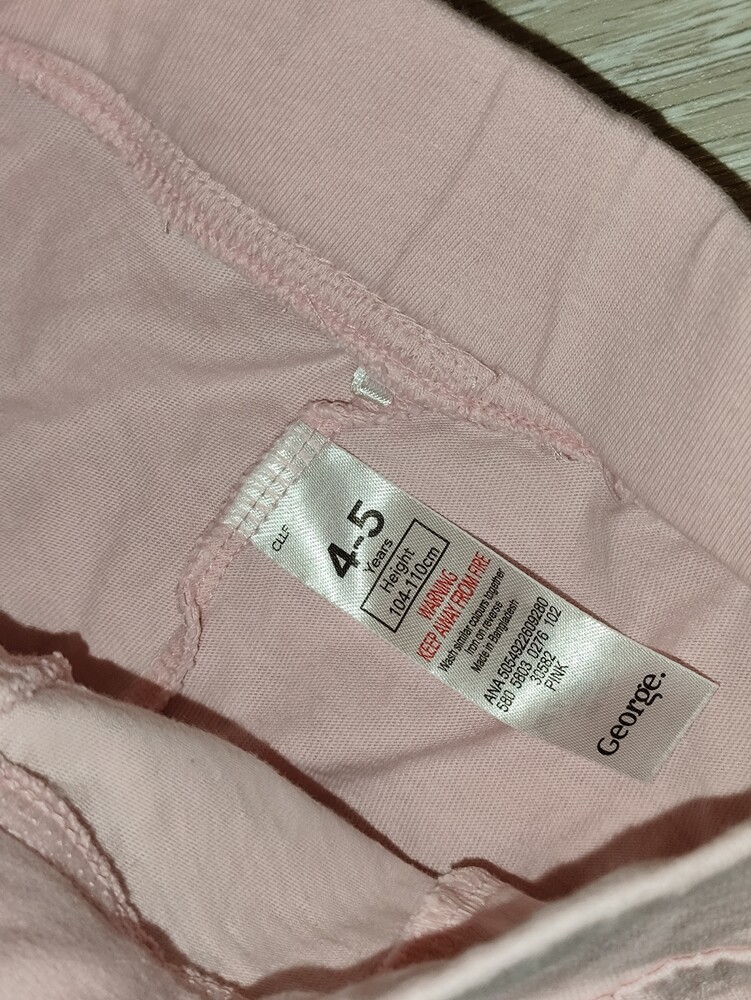 CLLF
4-5
Years
Height
104-110cm
WARNING
KEEP AWAY FROM FIRE
Wash similar colours together
Iron on reverse
Made in Bangladesh
ANA 5054922609280
580 5803 0276 102
30582
PINK
George.